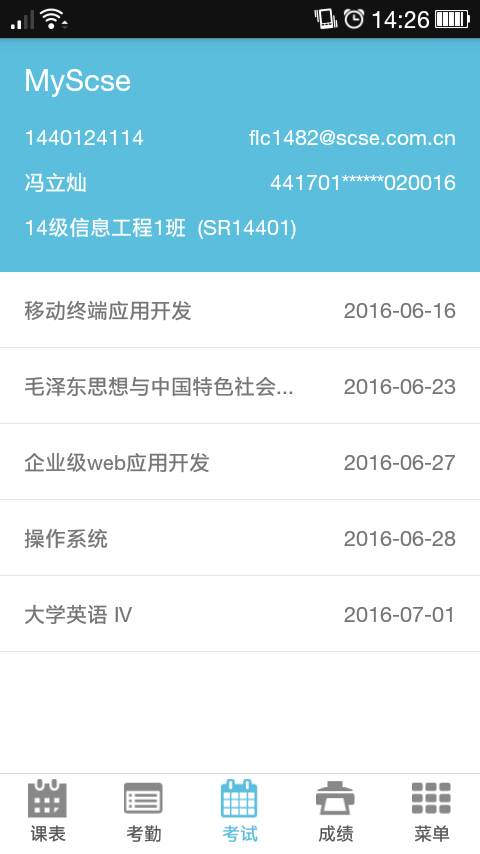 14:26
MyScse
1440124114 flc1482@scse.com.cn
冯立灿 441701******020016
14级信息工程1班 (SR14401)
移动终端应用开发 2016-06-16
毛泽东思想与中国特色社会... 2016-06-23
企业级web应用开发 2016-06-27
操作系统 2016-06-28
大学英语 Ⅳ 2016-07-01
课表 考勤 考试 成绩 菜单